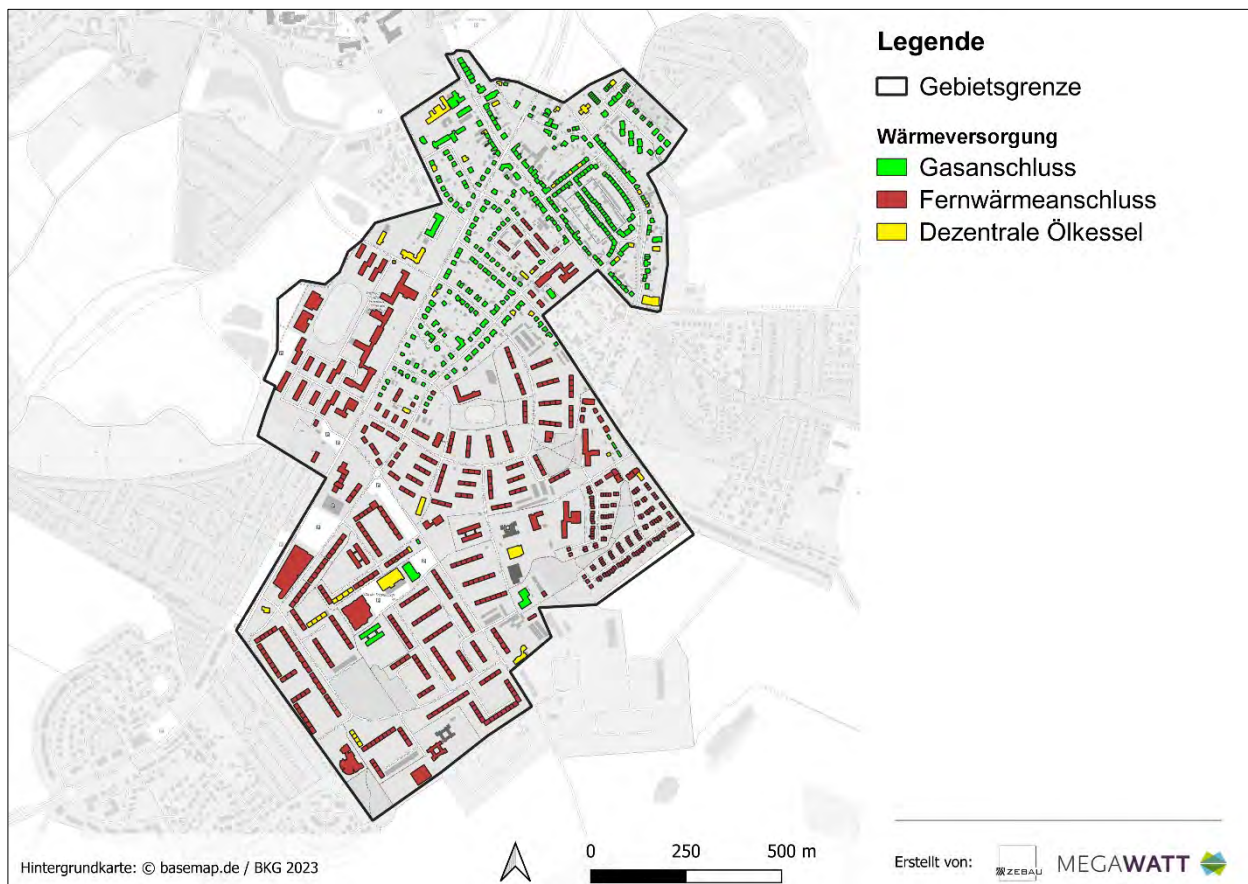 Legende
Gebietsgrenze
Wärmeversorgung
Gasanschluss
Fernwärmeanschluss
Dezentrale Ölkessel
Hintergrundkarte: © basemap.de / BKG 2023
0 250 500 m
Erstellt von: ZEBAU MEGAWATT